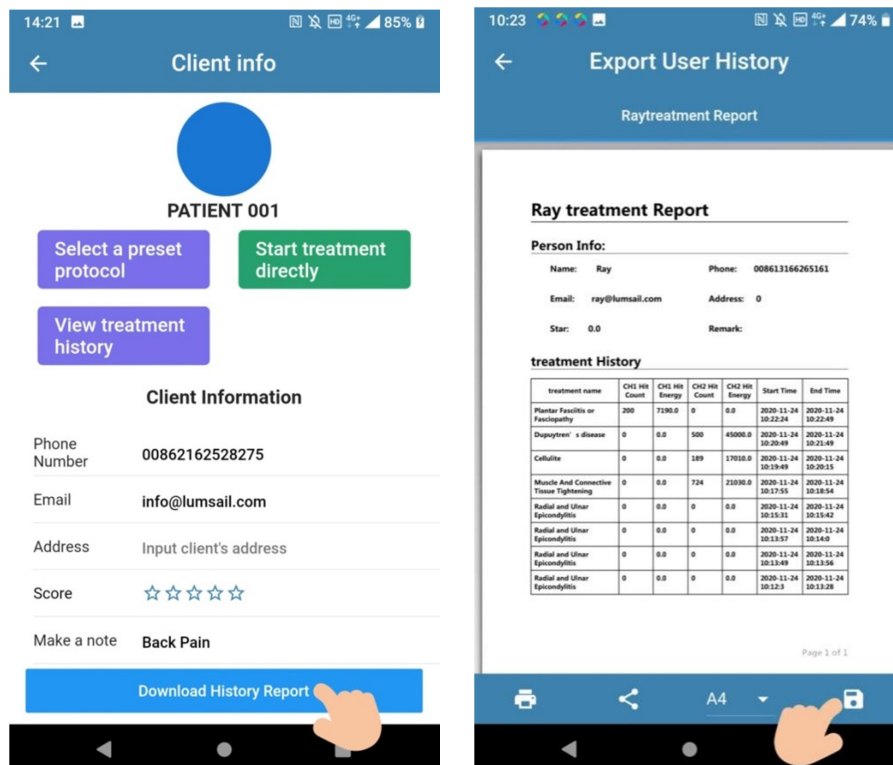 14:21
4G+
85%
Client info
PATIENT 001
Select a preset
protocol
Start treatment
directly
View treatment
history
Client Information
Phone
Number
00862162528275
Email
info@lumsail.com
Address
Input client's address
Score
Make a note
Back Pain
Download History Report
10:23
4G+
74%
Export User History
Raytreatment Report
Ray treatment Report
Person Info:
Name: Ray Phone: 008613166265161
Email: ray@lumsail.com Address: 0
Star: 0.0 Remark:
treatment History
treatment name CH1 Hit Count CH1 Hit Energy CH2 Hit Count CH2 Hit Energy Start Time End Time
Plantar Fasciitis or Fasciopathy 200 7190.0 0 0.0 2020-11-24 10:22:24 2020-11-24 10:22:49
Dupuytren' s disease 0 0.0 500 45000.0 2020-11-24 10:20:49 2020-11-24 10:21:49
Cellulite 0 0.0 189 17010.0 2020-11-24 10:19:49 2020-11-24 10:20:15
Muscle And Connective Tissue Tightening 0 0.0 724 21030.0 2020-11-24 10:17:55 2020-11-24 10:18:54
Radial and Ulnar Epicondylitis 0 0.0 0 0.0 2020-11-24 10:15:31 2020-11-24 10:15:42
Radial and Ulnar Epicondylitis 0 0.0 0 0.0 2020-11-24 10:13:57 2020-11-24 10:14:0
Radial and Ulnar Epicondylitis 0 0.0 0 0.0 2020-11-24 10:13:49 2020-11-24 10:13:56
Radial and Ulnar Epicondylitis 0 0.0 0 0.0 2020-11-24 10:12:3 2020-11-24 10:13:28
Page 1 of 1
A4